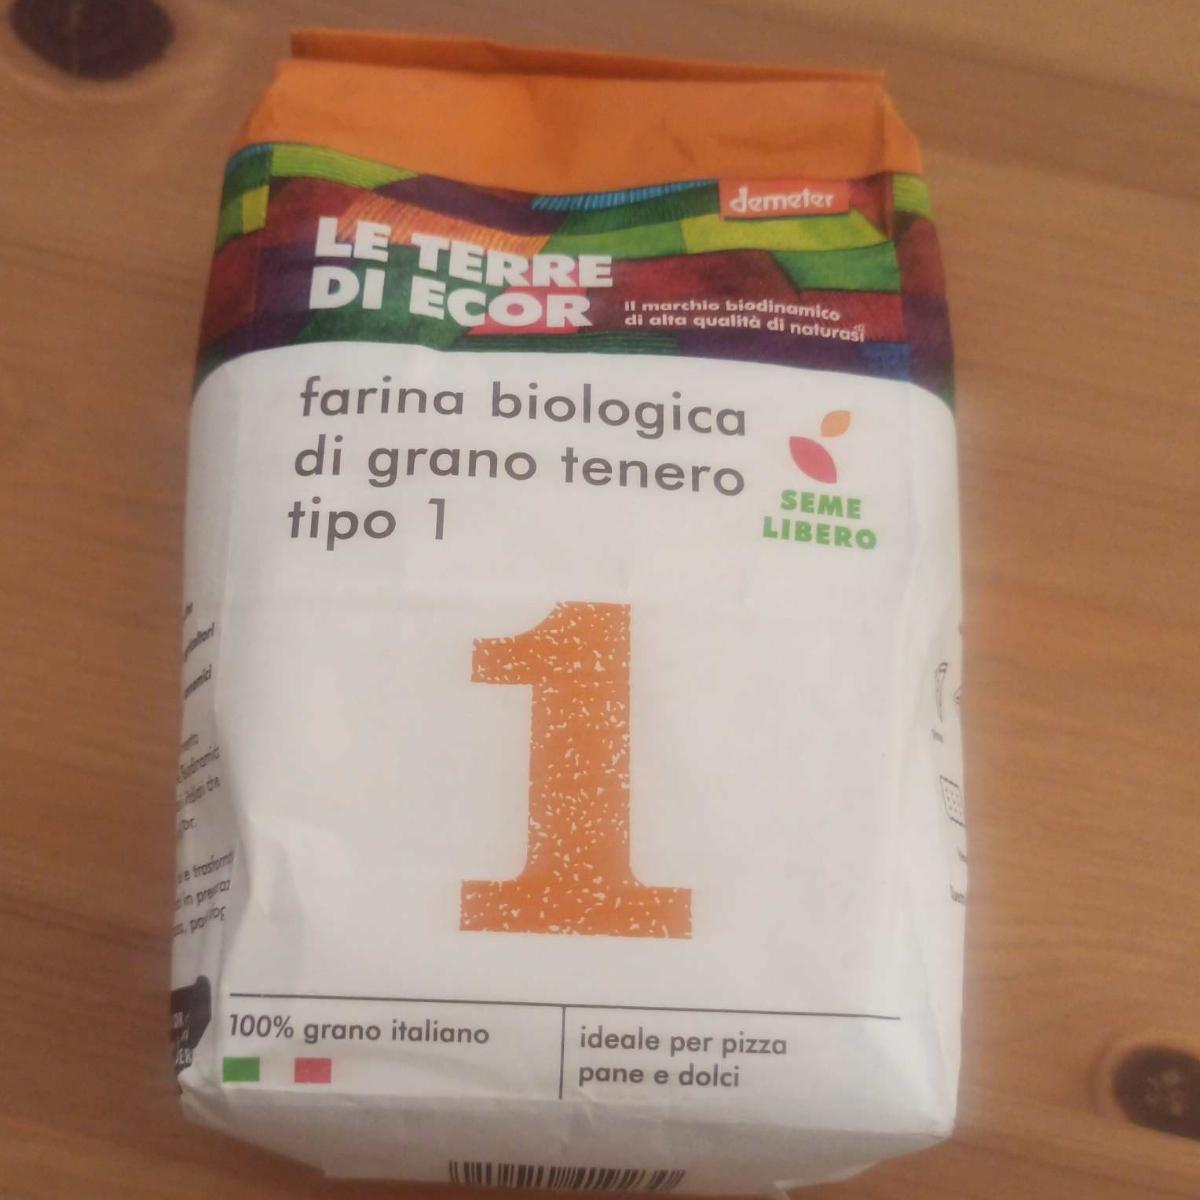 demeter
LE TERRE
DI ECOR
il marchio biodinamico
di alta qualità di naturasì
farina biologica
di grano tenero
tipo 1
SEME
LIBERO
1
100% grano italiano
ideale per pizza
pane e dolci